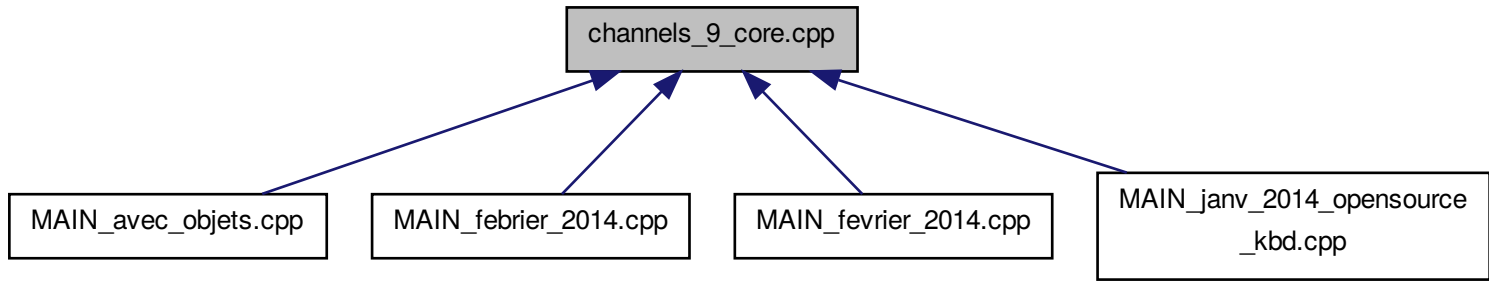 channels_9_core.cpp
MAIN_avec_objets.cpp
MAIN_febrier_2014.cpp
MAIN_fevrier_2014.cpp
MAIN_janv_2014_opensource
_kbd.cpp